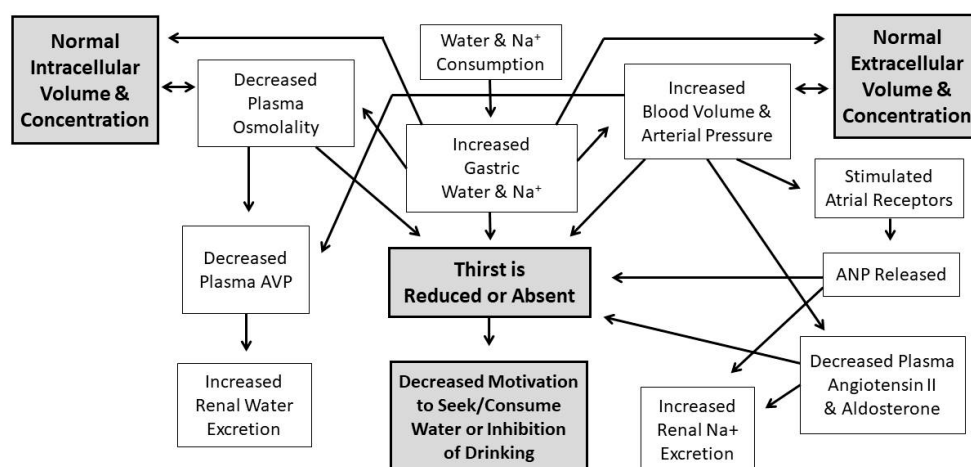 Normal
Intracellular
Volume &
Concentration
Decreased
Plasma
Osmolality
Water & Na⁺
Consumption
Increased
Gastric
Water & Na⁺
Increased
Blood Volume &
Arterial Pressure
Normal
Extracellular
Volume &
Concentration
Stimulated
Atrial Receptors
Decreased
Plasma AVP
Thirst is
Reduced or Absent
ANP Released
Increased
Renal Water
Excretion
Decreased Motivation
to Seek/Consume
Water or Inhibition
of Drinking
Increased
Renal Na+
Excretion
Decreased Plasma
Angiotensin II
& Aldosterone